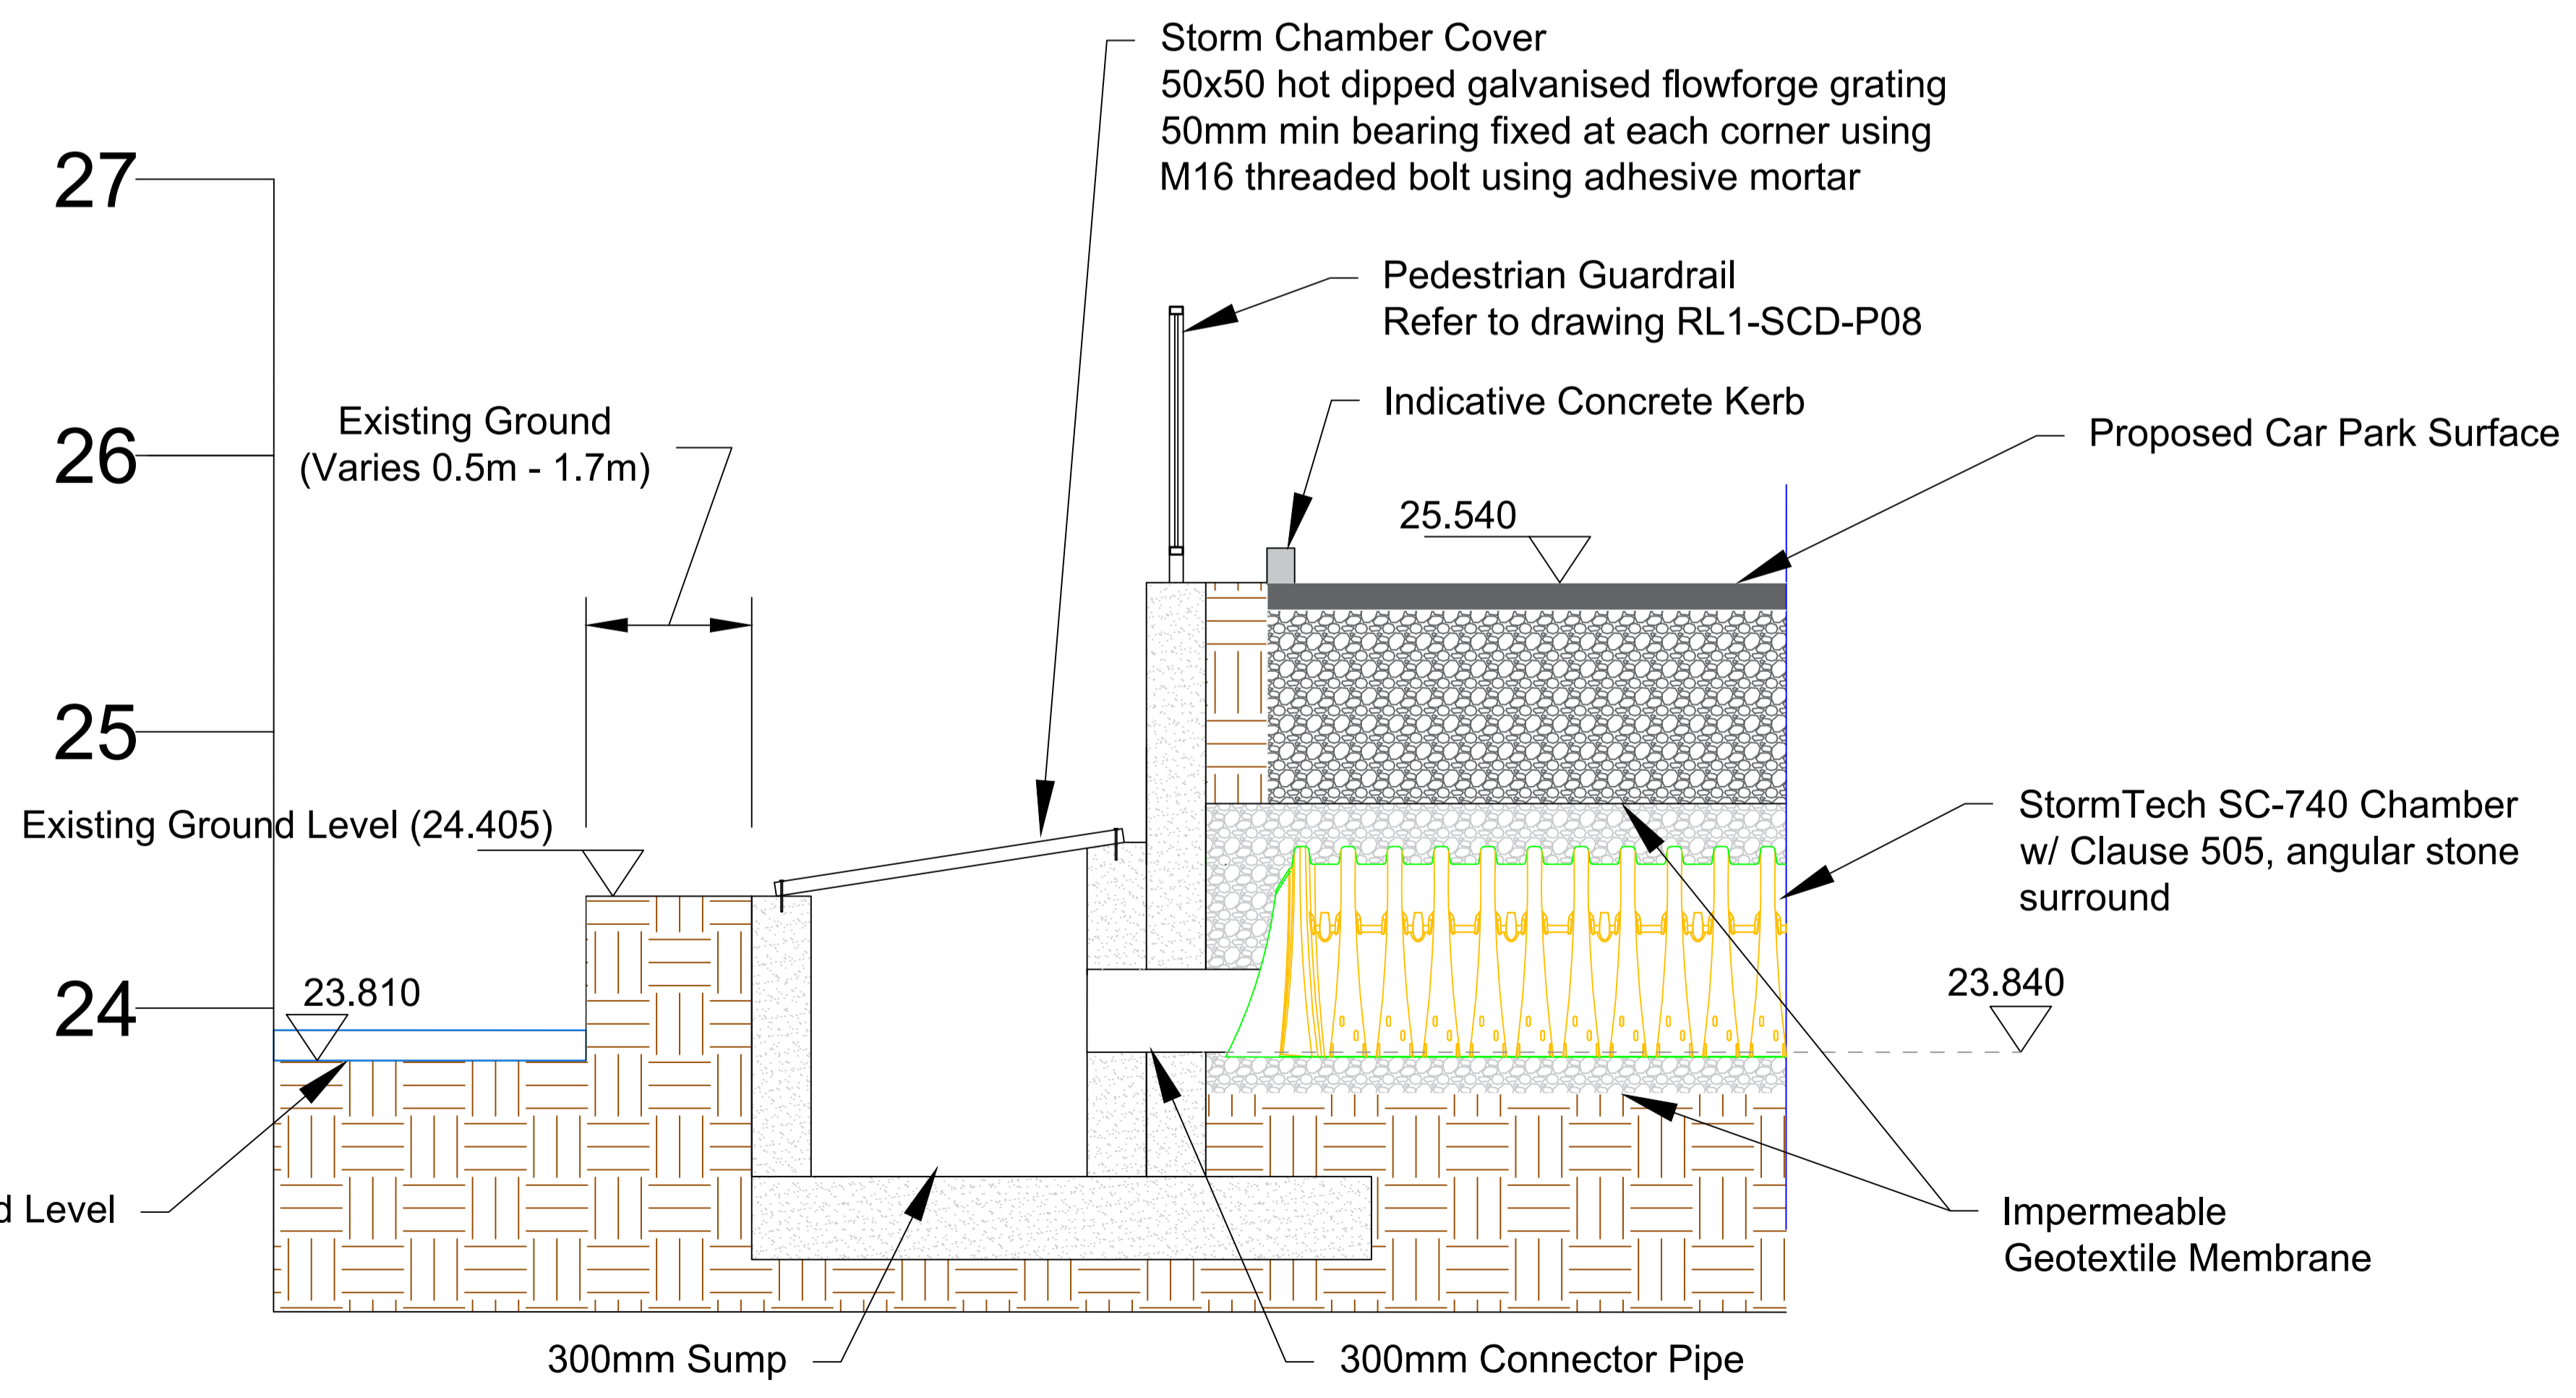 Storm Chamber Cover
50x50 hot dipped galvanised flowforge grating
50mm min bearing fixed at each corner using
M16 threaded bolt using adhesive mortar
27
Pedestrian Guardrail
Refer to drawing RL1-SCD-P08
Indicative Concrete Kerb
Existing Ground
(Varies 0.5m - 1.7m)
26
Proposed Car Park Surface
25.540
25
Existing Ground Level (24.405)
StormTech SC-740 Chamber
w/ Clause 505, angular stone
surround
24
23.810
23.840
Level
Impermeable
Geotextile Membrane
300mm Sump
300mm Connector Pipe